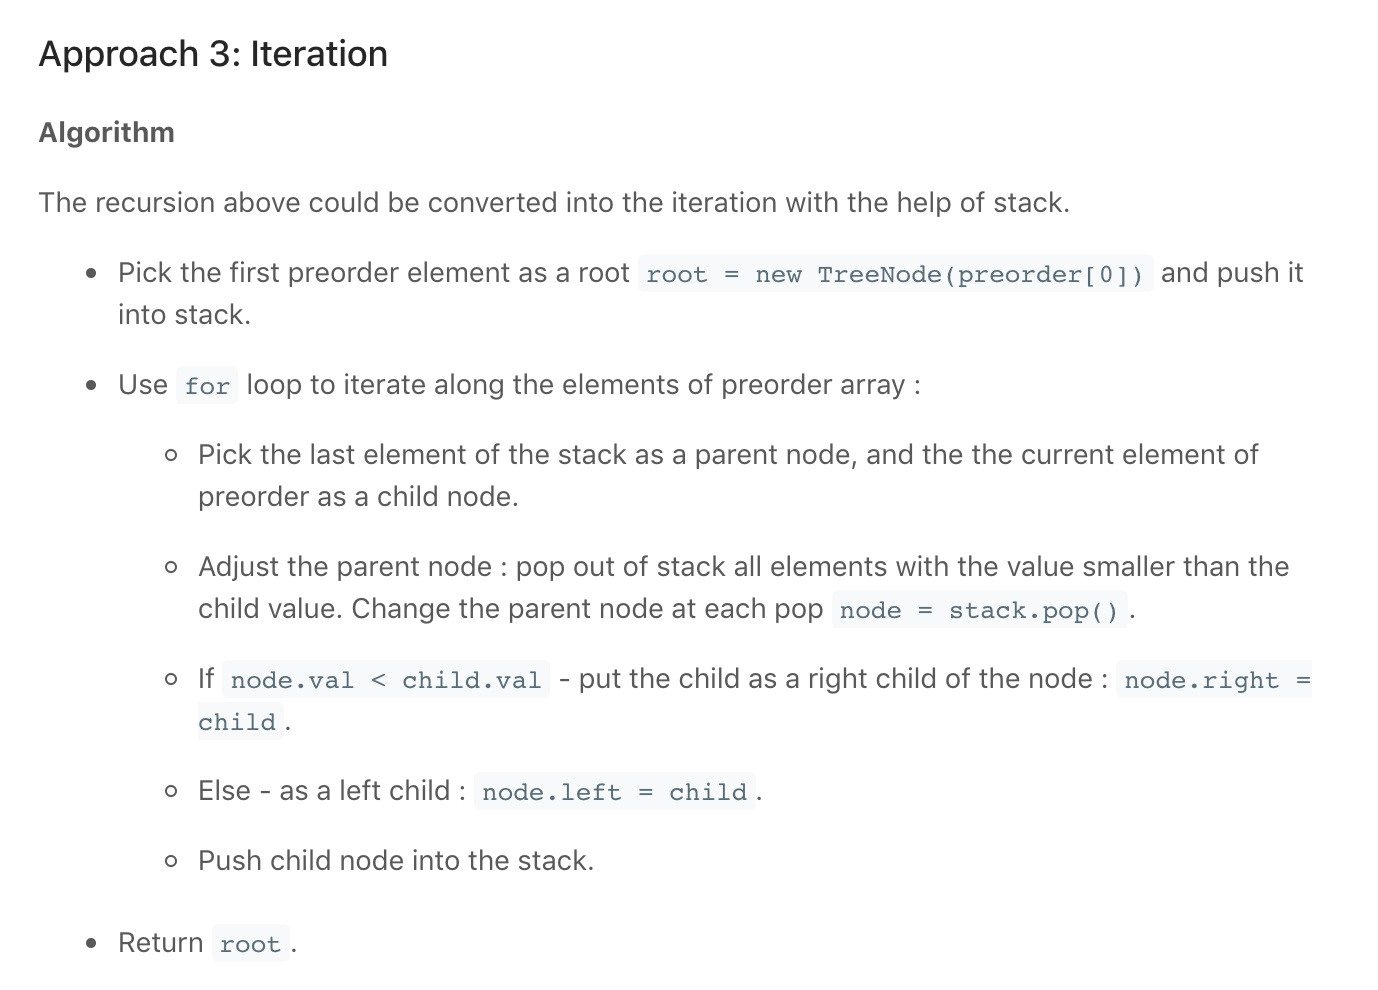 Approach 3: Iteration
Algorithm
The recursion above could be converted into the iteration with the help of stack.
Pick the first preorder element as a root root = new TreeNode(preorder[0]) and push it
into stack.
Use for loop to iterate along the elements of preorder array :
Pick the last element of the stack as a parent node, and the the current element of
preorder as a child node.
Adjust the parent node : pop out of stack all elements with the value smaller than the
child value. Change the parent node at each pop node = stack.pop() .
If node.val < child.val - put the child as a right child of the node : node.right =
child .
Else - as a left child : node.left = child .
Push child node into the stack.
Return root .